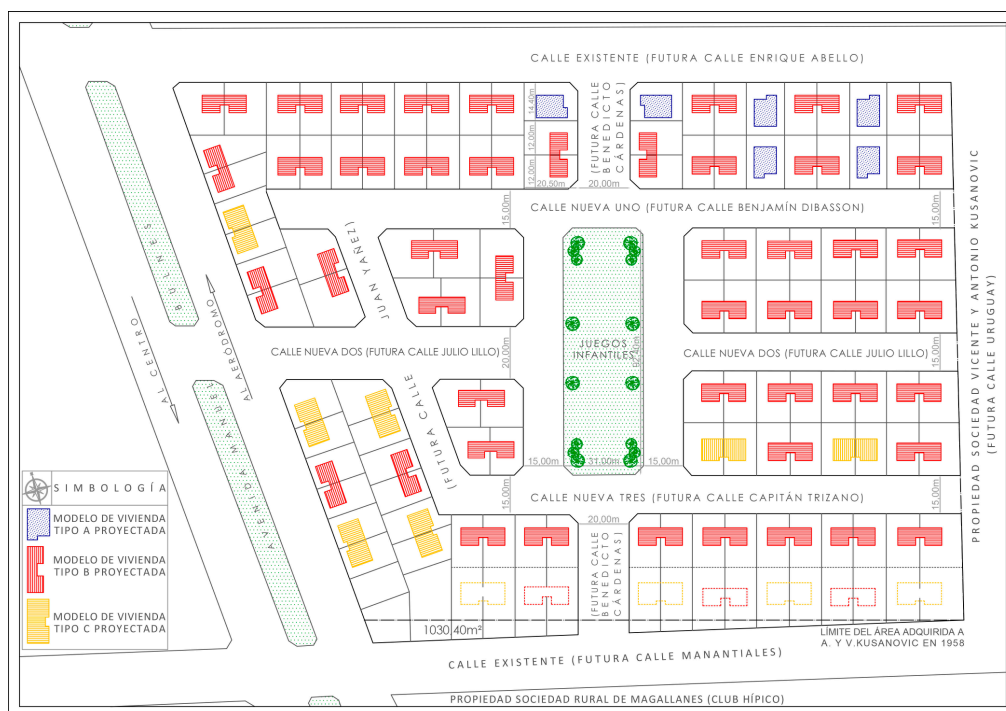 CALLE EXISTENTE (FUTURA CALLE ENRIQUE ABELLO)
14,40m
12,00m
12,00m
20,50m
(FUTURA CALLE
BENEDICTO
CÁRDENAS)
20,00m
15,00m
CALLE NUEVA UNO (FUTURA CALLE BENJAMÍN DIBASSON)
15,00m
JUAN YAÑEZ)
BULNES
AL AERÓDROMO
AL CENTRO
AVENIDA MANUEL
JUEGOS
INFANTILES
92,40m
CALLE NUEVA DOS (FUTURA CALLE JULIO LILLO)
20,00m
CALLE NUEVA DOS (FUTURA CALLE JULIO LILLO)
15,00m
(FUTURA CALLE
15,00m
31,00m
15,00m
15,00m
CALLE NUEVA TRES (FUTURA CALLE CAPITÁN TRIZANO)
15,00m
20,00m
(FUTURA CALLE
BENEDICTO
CÁRDENAS)
PROPIEDAD SOCIEDAD VICENTE Y ANTONIO KUSANOVIC
(FUTURA CALLE URUGUAY)
SIMBOLOGÍA
MODELO DE VIVIENDA
TIPO A PROYECTADA
MODELO DE VIVIENDA
TIPO B PROYECTADA
MODELO DE VIVIENDA
TIPO C PROYECTADA
1030,40m²
LÍMITE DEL ÁREA ADQUIRIDA A
A. Y V.KUSANOVIC EN 1958
CALLE EXISTENTE (FUTURA CALLE MANANTIALES)
PROPIEDAD SOCIEDAD RURAL DE MAGALLANES (CLUB HÍPICO)